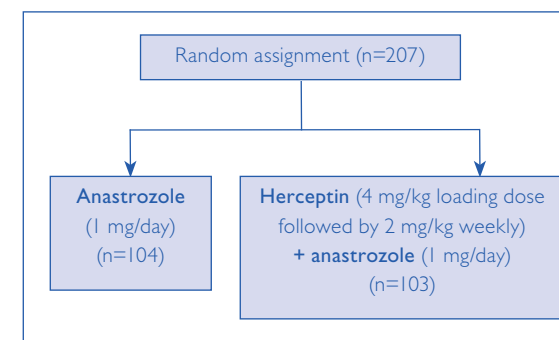 Random assignment (n=207)
Anastrozole
(1 mg/day)
(n=104)
Herceptin (4 mg/kg loading dose
followed by 2 mg/kg weekly)
+ anastrozole (1 mg/day)
(n=103)